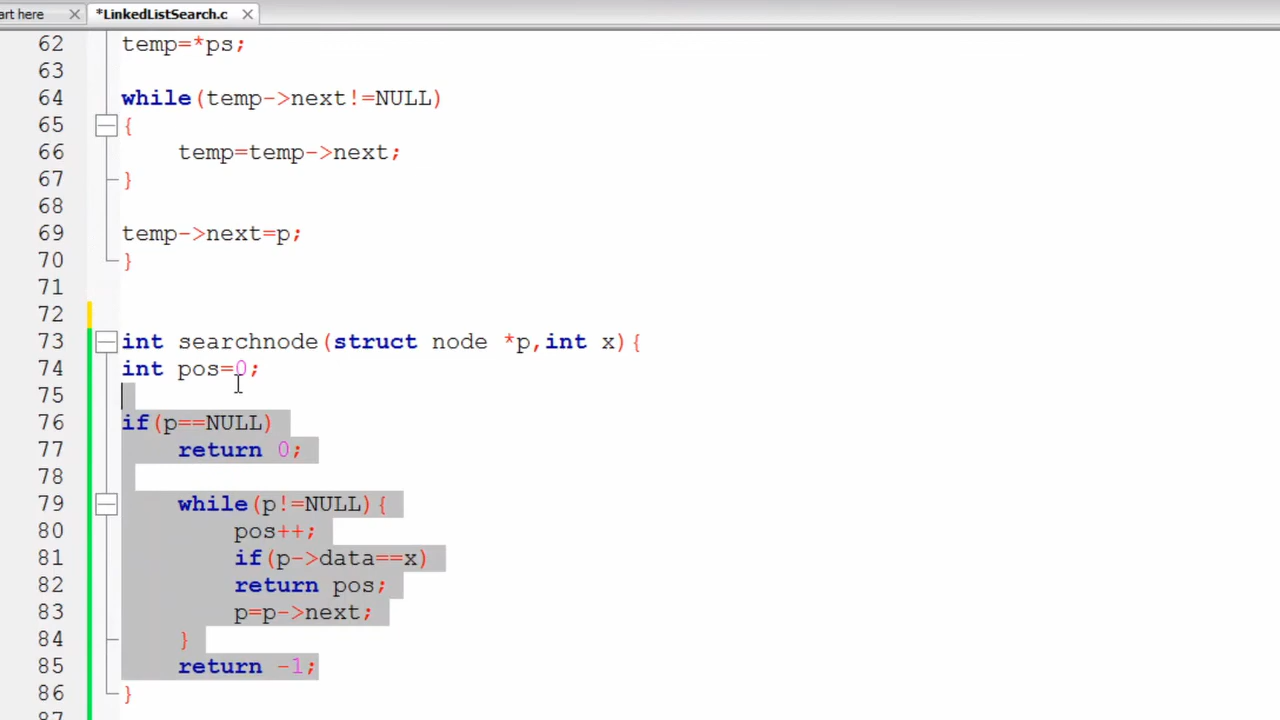 art here
*LinkedListSearch.c
62 temp=*ps;
63
64 while(temp->next!=NULL)
65 {
66 temp=temp->next;
67 }
68
69 temp->next=p;
70 }
71
72
73 int searchnode(struct node *p,int x){
74 int pos=0;
75
76 if(p==NULL)
77 return 0;
78
79 while(p!=NULL){
80 pos++;
81 if(p->data==x)
82 return pos;
83 p=p->next;
84 }
85 return -1;
86 }
87